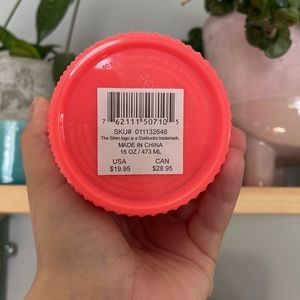 7 62111 50710 5
SKU# 011132648
The Siren logo is a Starbucks trademark.
MADE IN CHINA
16 OZ / 473 ML
USA CAN
$19.95 $28.95